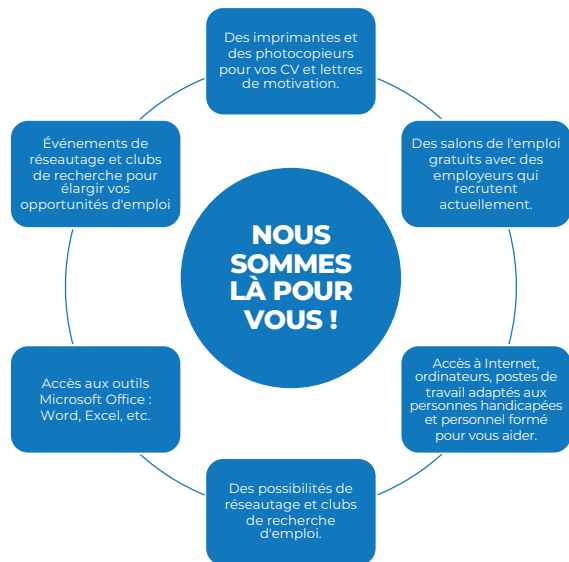 Des imprimantes et
des photocopieurs
pour vos CV et lettres
de motivation.
Événements de
réseautage et clubs
de recherche pour
élargir vos
opportunités d'emploi
Des salons de l'emploi
gratuits avec des
employeurs qui
recrutent
actuellement.
NOUS
SOMMES
LÀ POUR
VOUS !
Accès aux outils
Microsoft Office :
Word, Excel, etc.
Accès à Internet,
ordinateurs, postes de
travail adaptés aux
personnes handicapées
et personnel formé
pour vous aider.
Des possibilités de
réseautage et clubs
de recherche
d'emploi.